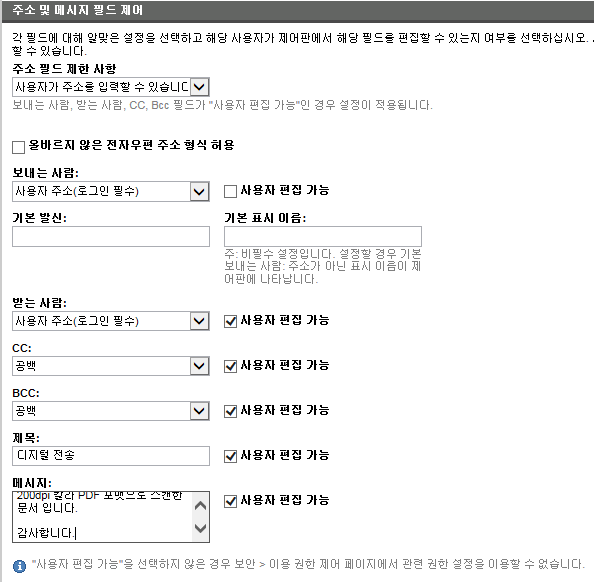 주소 및 메시지 필드 제어
각 필드에 대해 알맞은 설정을 선택하고 해당 사용자가 제어판에서 해당 필드를 편집할 수 있는지 여부를 선택하십시오.
할 수 있습니다.
주소 필드 제한 사항
사용자가 주소를 입력할 수 있습니다
보내는 사람, 받는 사람, CC, Bcc 필드가 "사용자 편집 가능"인 경우 설정이 적용됩니다.
올바르지 않은 전자우편 주소 형식 허용
보내는 사람:
사용자 주소(로그인 필수) 사용자 편집 가능
기본 발신: 기본 표시 이름:
주: 비필수 설정입니다. 설정할 경우 기본
보내는 사람: 주소가 아닌 표시 이름이 제
어판에 나타납니다.
받는 사람:
사용자 주소(로그인 필수) 사용자 편집 가능
CC:
공백 사용자 편집 가능
BCC:
공백 사용자 편집 가능
제목:
디지털 전송 사용자 편집 가능
메시지:
200dpi 칼라 PDF 포맷으로 스캔한 사용자 편집 가능
문서 입니다.
감사합니다.
"사용자 편집 가능"을 선택하지 않은 경우 보안 > 이용 권한 제어 페이지에서 관련 권한 설정을 이용할 수 없습니다.